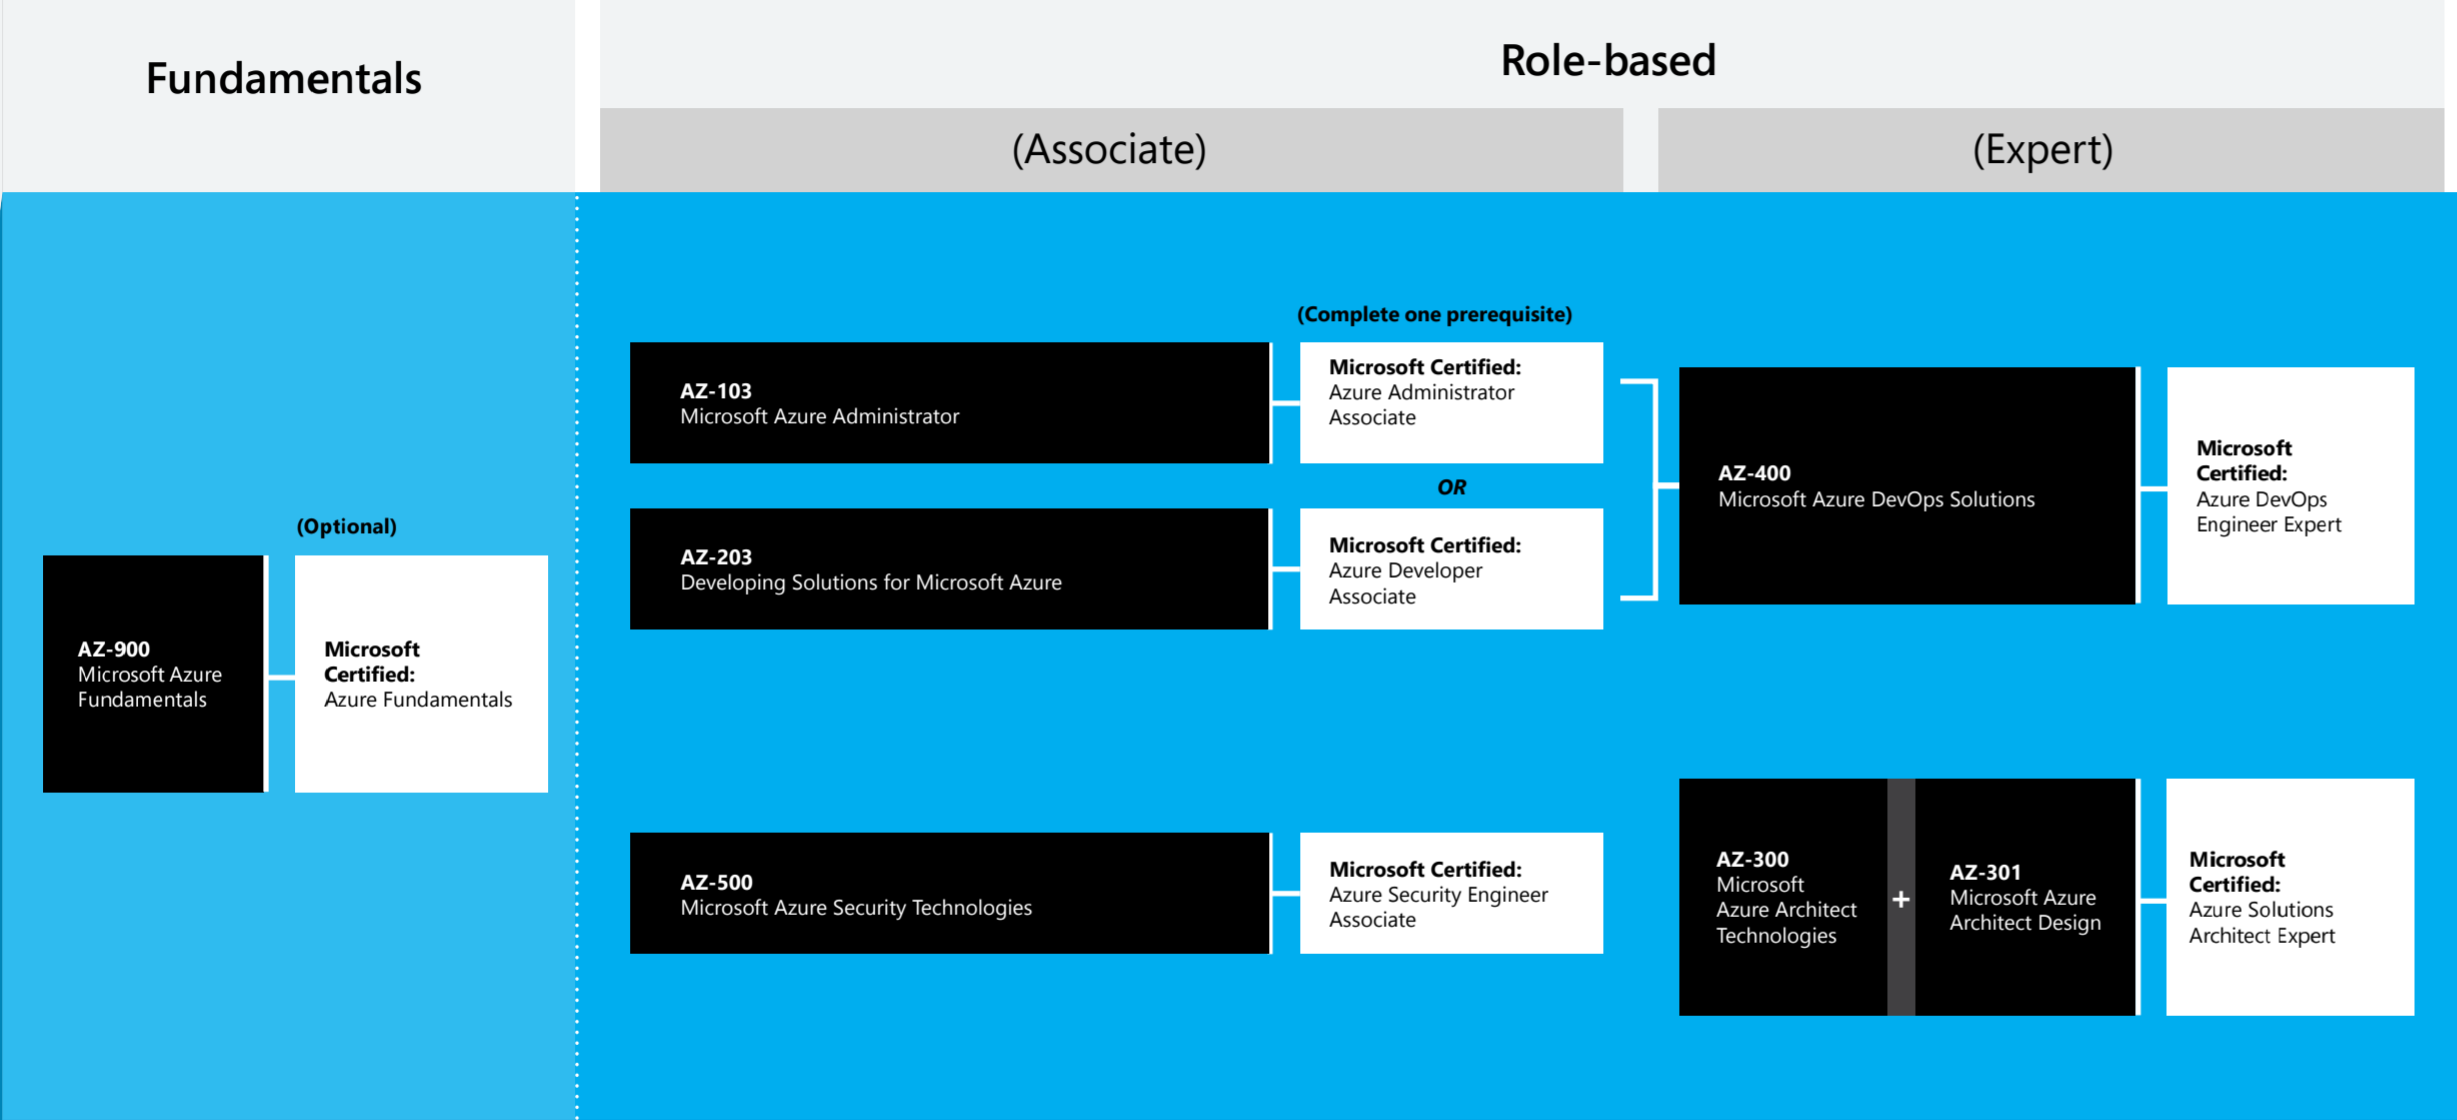 Fundamentals
Role-based
(Associate)
(Expert)
(Optional)
AZ-900
Microsoft Azure
Fundamentals
Microsoft
Certified:
Azure Fundamentals
(Complete one prerequisite)
AZ-103
Microsoft Azure Administrator
Microsoft Certified:
Azure Administrator
Associate
OR
AZ-203
Developing Solutions for Microsoft Azure
Microsoft Certified:
Azure Developer
Associate
AZ-400
Microsoft Azure DevOps Solutions
Microsoft
Certified:
Azure DevOps
Engineer Expert
AZ-500
Microsoft Azure Security Technologies
Microsoft Certified:
Azure Security Engineer
Associate
AZ-300
Microsoft
Azure Architect
Technologies
+
AZ-301
Microsoft Azure
Architect Design
Microsoft
Certified:
Azure Solutions
Architect Expert